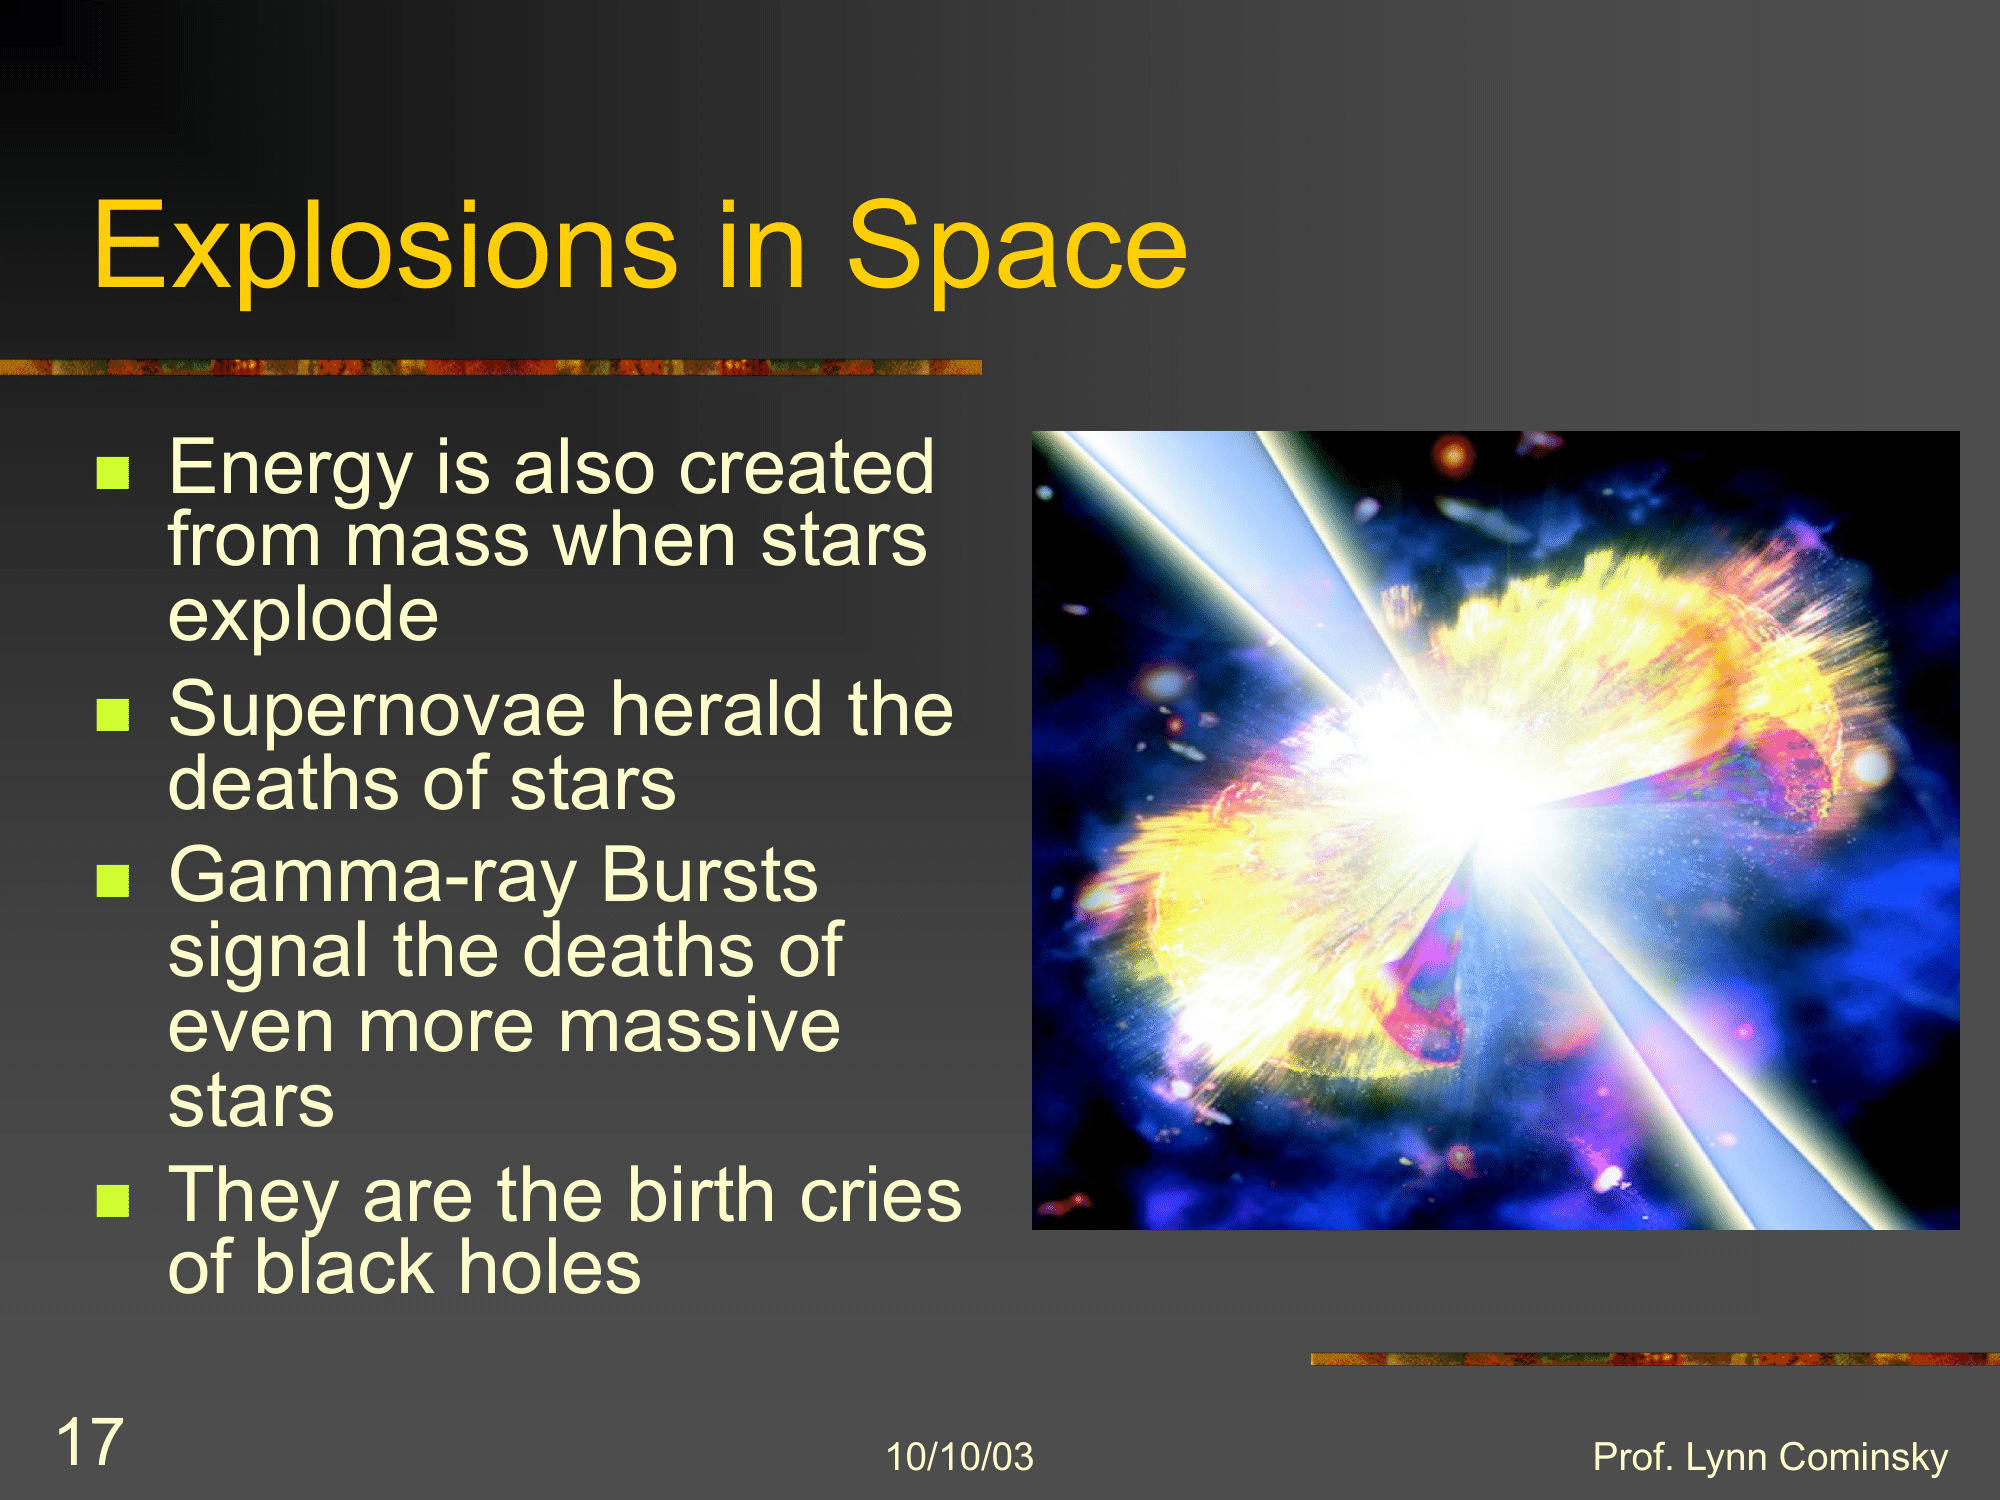 Explosions in Space
Energy is also created
from mass when stars
explode
Supernovae herald the
deaths of stars
Gamma-ray Bursts
signal the deaths of
even more massive
stars
They are the birth cries
of black holes
17
10/10/03
Prof. Lynn Cominsky